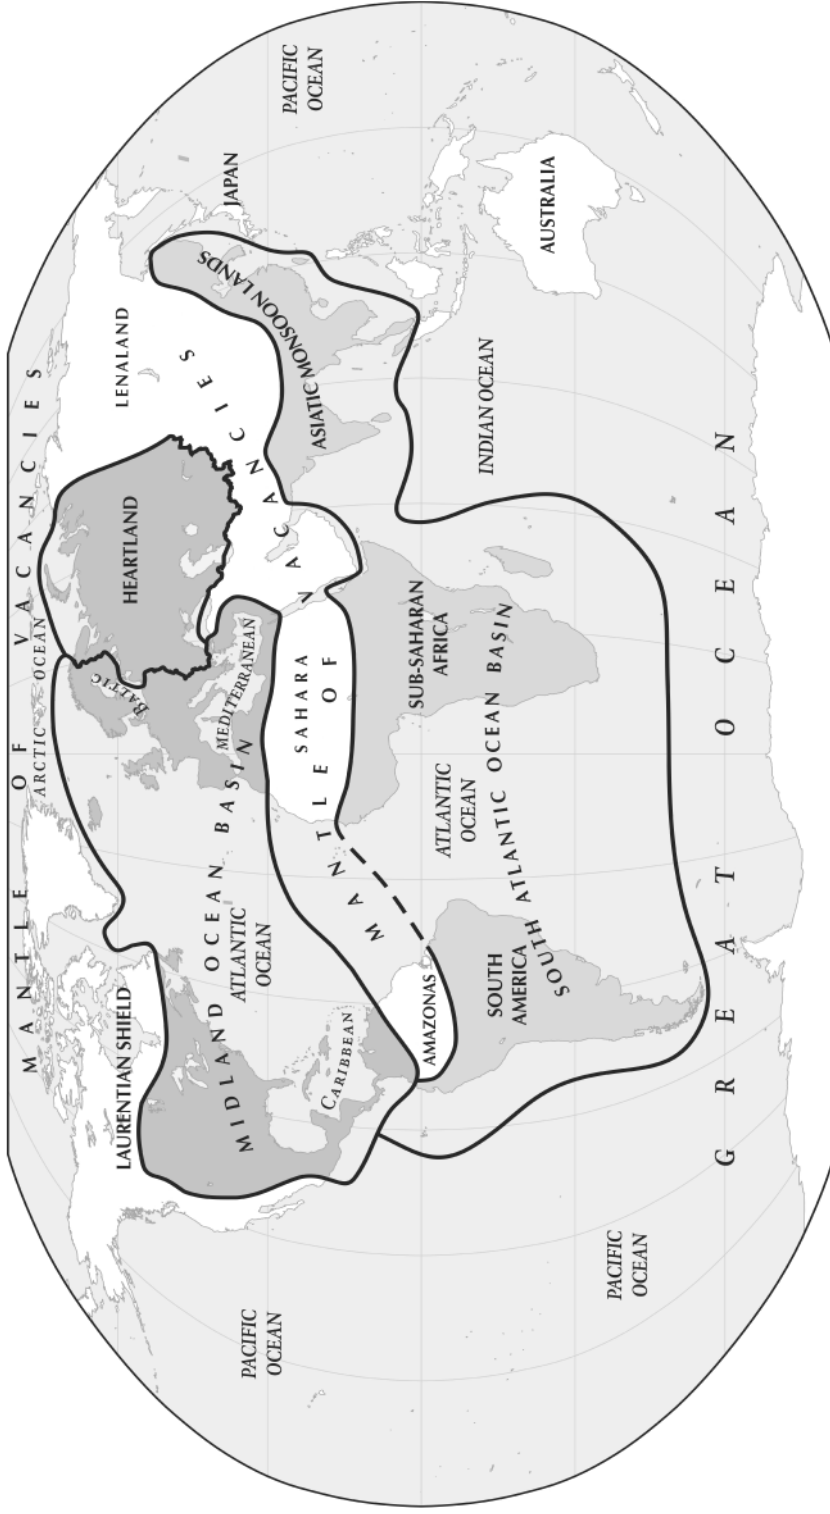 MANTLE OF VACANCIES
ARCTIC OCEAN
LAURENTIAN SHIELD
BALTIC
HEARTLAND
LENALAND
MIDLAND OCEAN BASIN
ATLANTIC
OCEAN
MEDITERRANEAN
CARIBBEAN
PACIFIC
OCEAN
JAPAN
PACIFIC
OCEAN
SAHARA
MANTLE OF VACANCIES
ASIATIC MONSOON LANDS
AMAZONAS
SOUTH
AMERICA
ATLANTIC
OCEAN
SUB-SAHARAN
AFRICA
SOUTH ATLANTIC OCEAN BASIN
INDIAN OCEAN
AUSTRALIA
PACIFIC
OCEAN
GREAT OCEAN